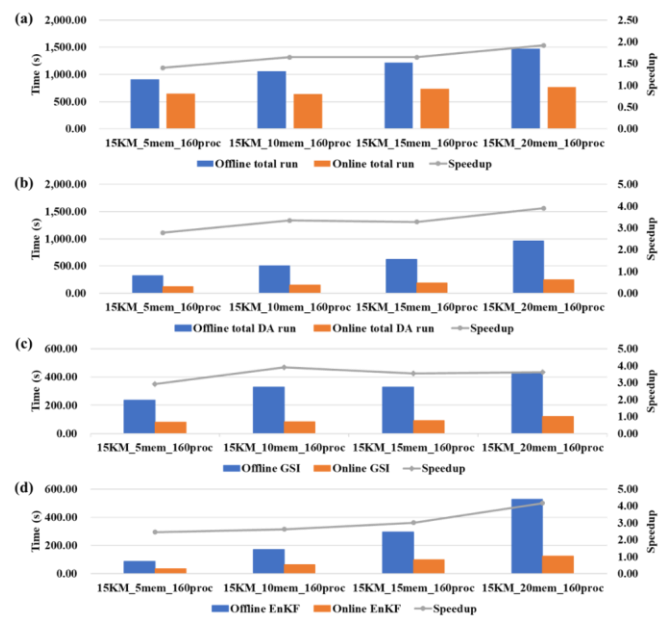 (a)
2,000.00 2.50
1,500.00 2.00
1.50
1,000.00
1.00
500.00 0.50
0.00 0.00
Time (s)
Speedup
15KM_5mem_160proc 15KM_10mem_160proc 15KM_15mem_160proc 15KM_20mem_160proc
Offline total run Online total run Speedup
(b)
2,000.00 5.00
1,500.00 4.00
3.00
1,000.00
2.00
500.00 1.00
0.00 0.00
Time (s)
Speedup
15KM_5mem_160proc 15KM_10mem_160proc 15KM_15mem_160proc 15KM_20mem_160proc
Offline total DA run Online total DA run Speedup
(c)
600.00 5.00
4.00
400.00
3.00
2.00
200.00
1.00
0.00 0.00
Time (s)
Speedup
15KM_5mem_160proc 15KM_10mem_160proc 15KM_15mem_160proc 15KM_20mem_160proc
Offline GSI Online GSI Speedup
(d)
600.00 5.00
4.00
400.00
3.00
2.00
200.00
1.00
0.00 0.00
Time (s)
Speedup
15KM_5mem_160proc 15KM_10mem_160proc 15KM_15mem_160proc 15KM_20mem_160proc
Offline EnKF Online EnKF Speedup